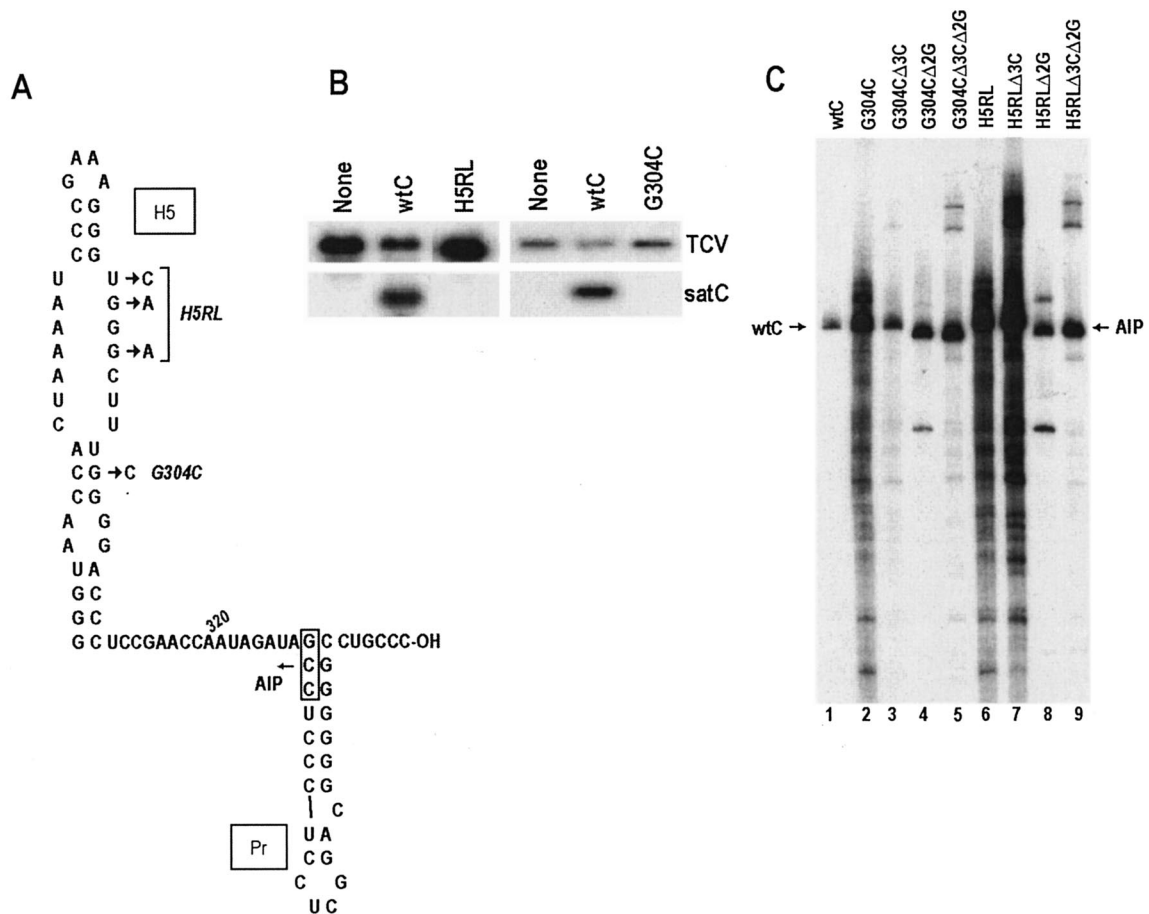 A
A A
G A
C G
C G
C G
H5
U U → C
A G → A
A G
A G → A
A C
U U
C U
H5RL
A U
C G → C G304C
C G
A G
A G
U A
G C
G C
G C UCCGAACCAAUAGAUA G C CUGCCC-OH
320
← C G
AIP C G
U G
C G
C G
C G
C
U A
C G
C G
C G
U C
Pr
B
None wtC H5RL None wtC G304C
TCV
satC
C
wtC G304C G304CΔ3C G304CΔ2G G304CΔ3CΔ2G H5RL H5RLΔ3C H5RLΔ2G H5RLΔ3CΔ2G
wtC → ← AIP
1 2 3 4 5 6 7 8 9